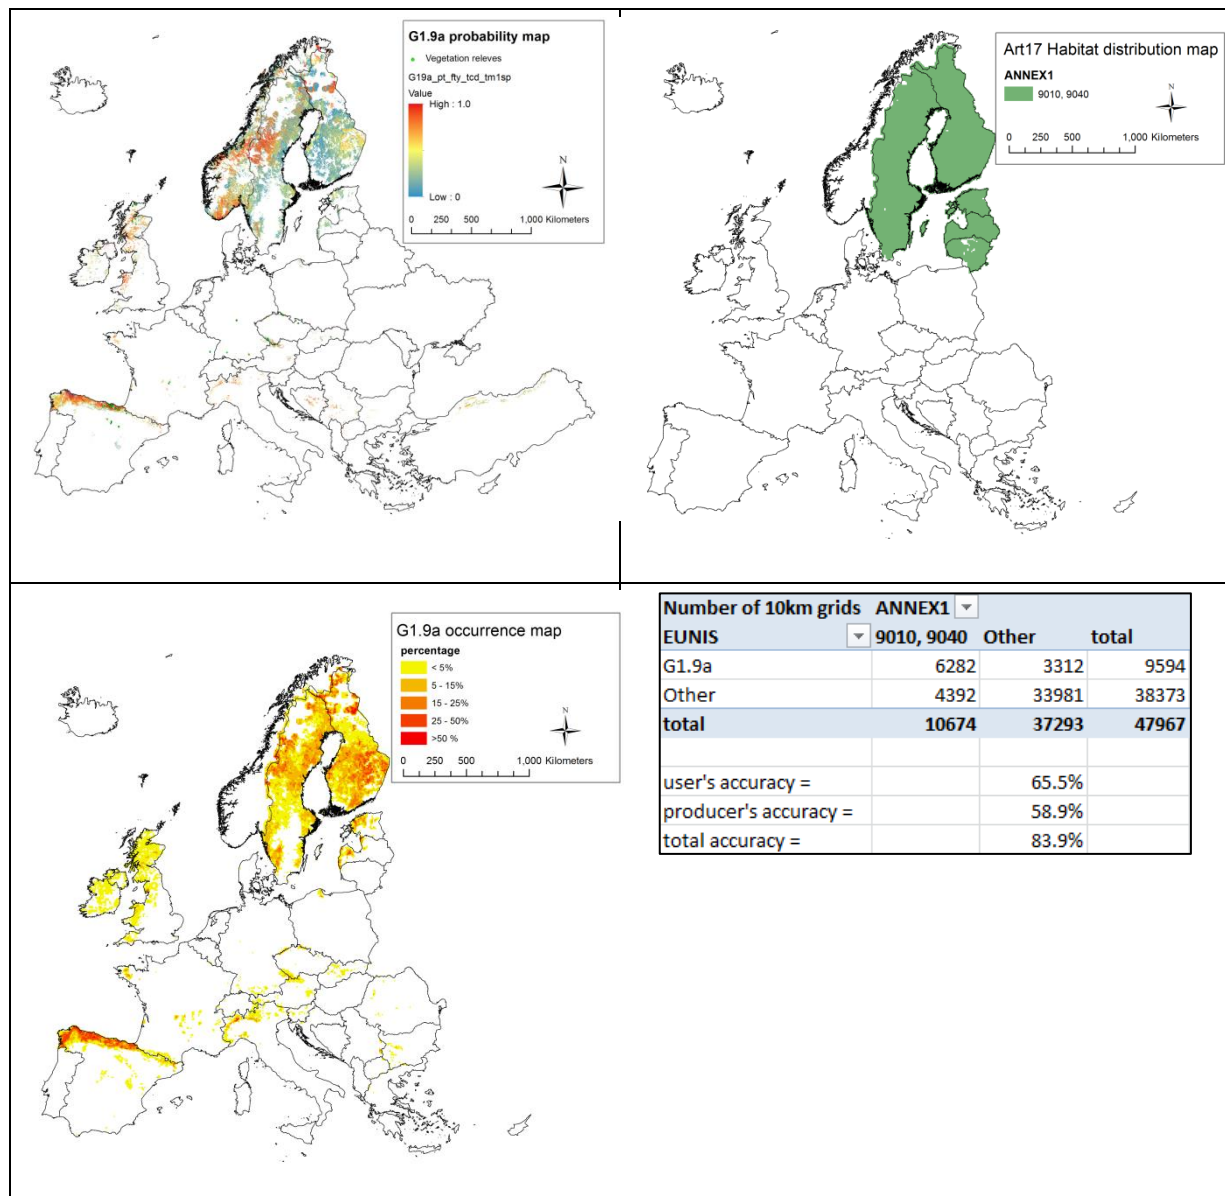 G1.9a probability map
Vegetation releves
G19a_pt_fty_tcd_tm1sp
Value
High : 1.0
Low : 0
N
0 250 500 1,000 Kilometers
Art17 Habitat distribution map
ANNEX1
9010, 9040
N
0 250 500 1,000 Kilometers
G1.9a occurrence map
percentage
< 5%
5 - 15%
15 - 25%
25 - 50%
>50 %
N
0 250 500 1,000 Kilometers
Number of 10km grids ANNEX1
EUNIS 9010, 9040 Other total
G1.9a 6282 3312 9594
Other 4392 33981 38373
total 10674 37293 47967
user's accuracy = 65.5%
producer's accuracy = 58.9%
total accuracy = 83.9%